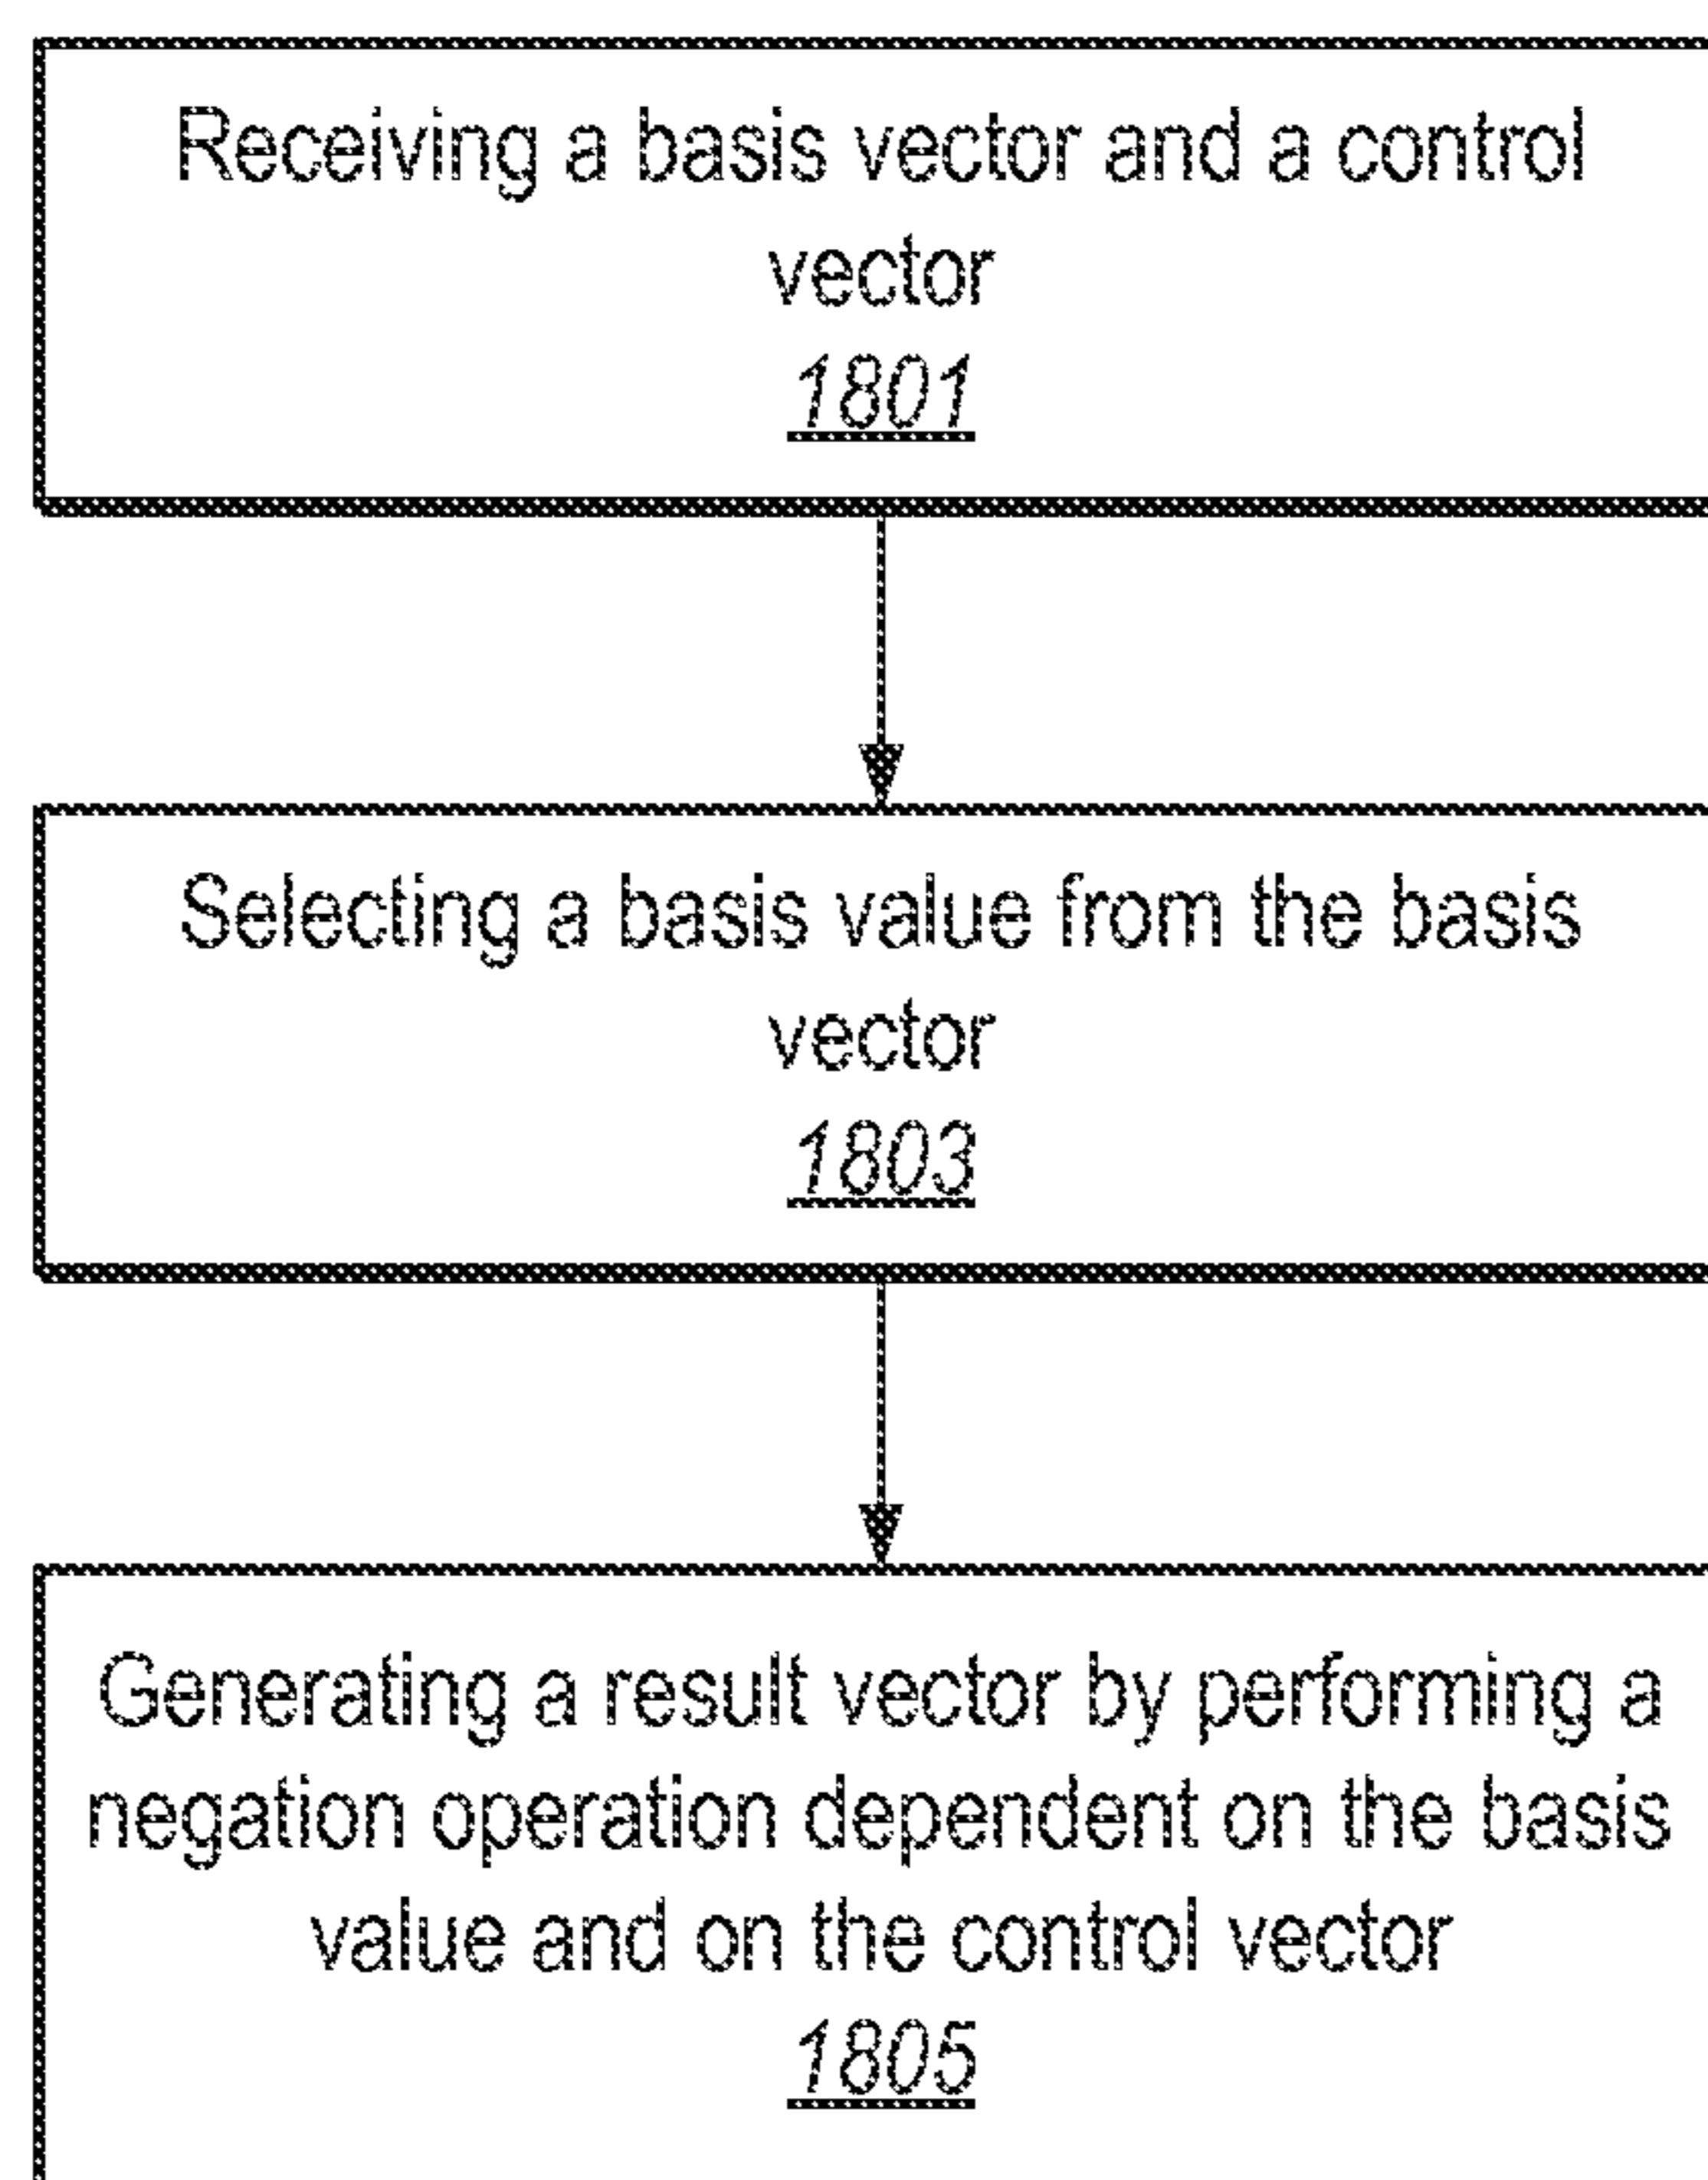 Receiving a basis vector and a control
vector
1801
Selecting a basis value from the basis
vector
1803
Generating a result vector by performing a
negation operation dependent on the basis
value and on the control vector
1805